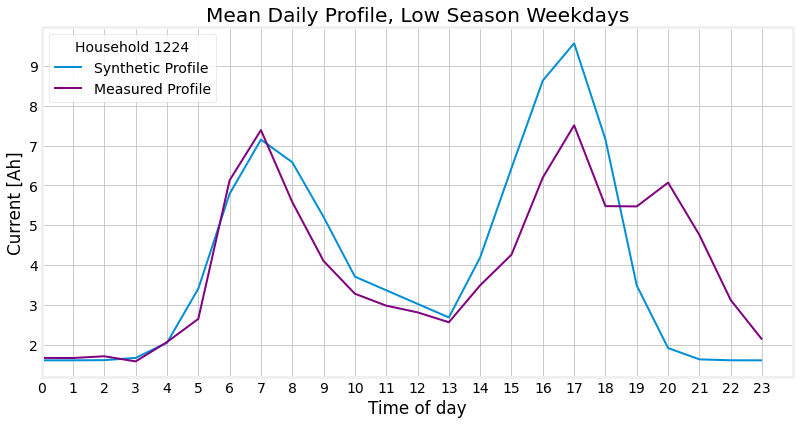 Mean Daily Profile, Low Season Weekdays
Household 1224
Synthetic Profile
Measured Profile
Current [Ah]
9
8
7
6
5
4
3
2
0 1 2 3 4 5 6 7 8 9 10 11 12 13 14 15 16 17 18 19 20 21 22 23
Time of day